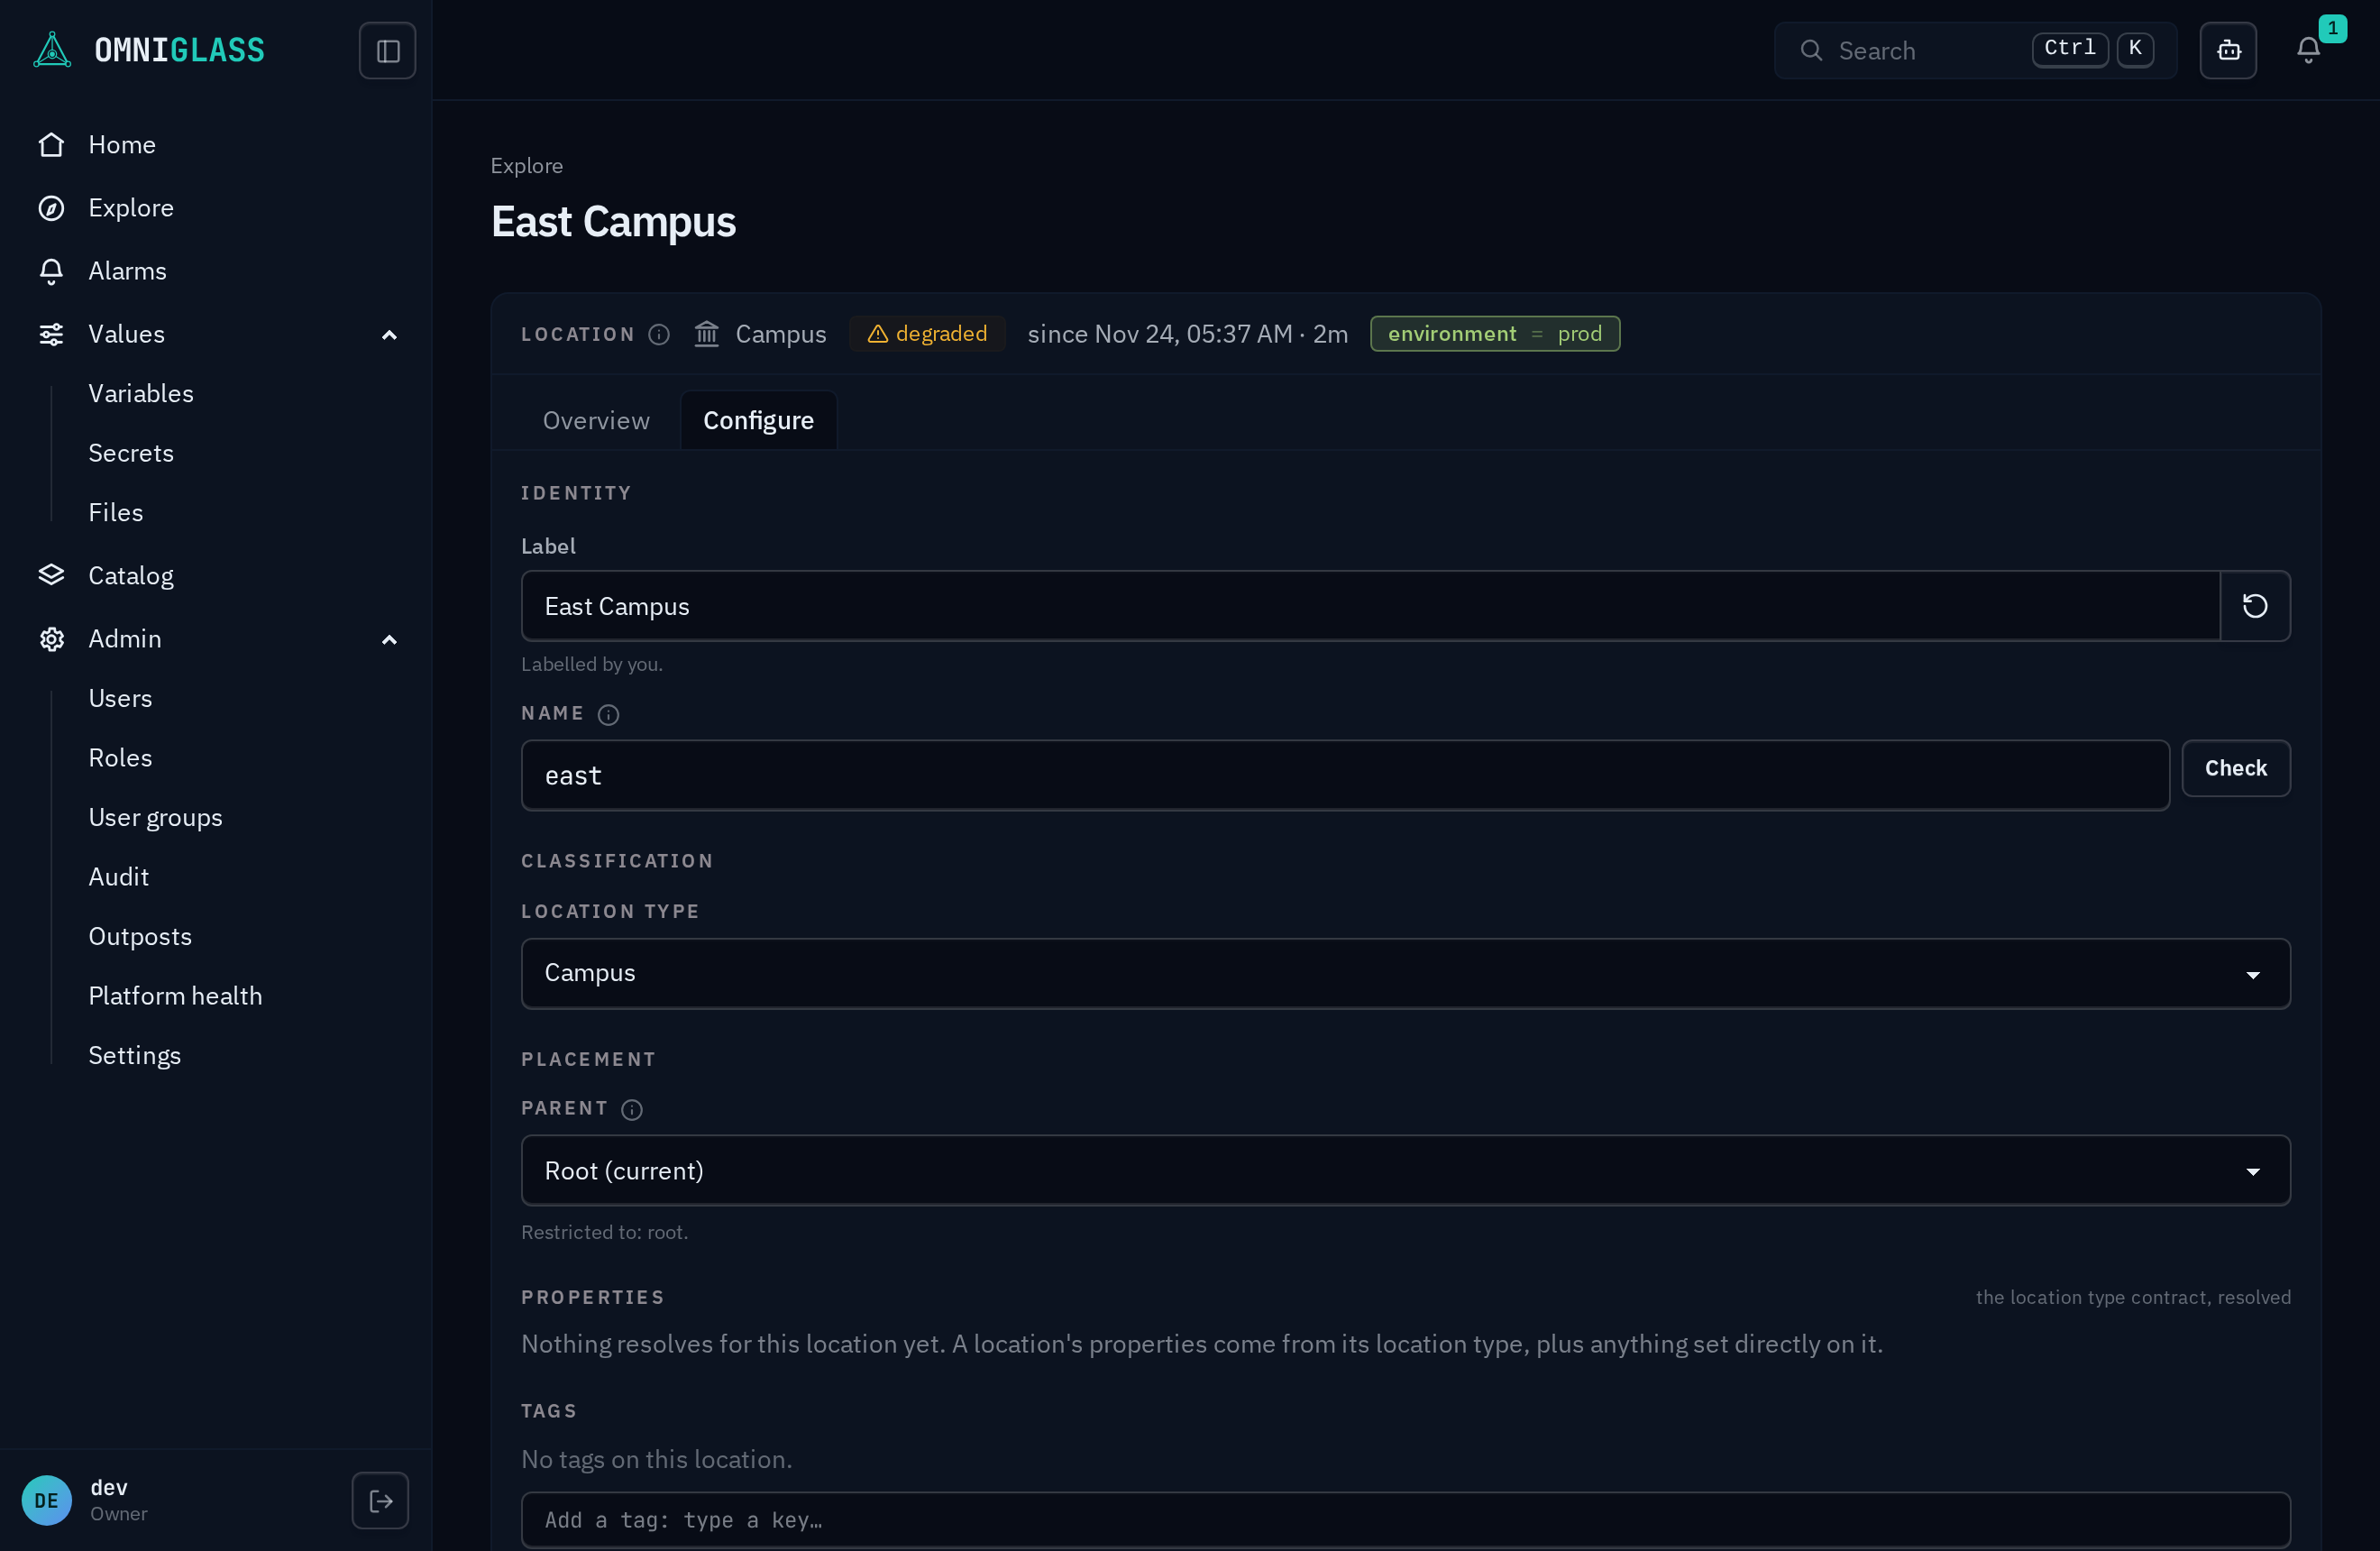 OMNIGLASS
Search Ctrl K
1
Home
Explore
Alarms
Values
Variables
Secrets
Files
Catalog
Admin
Users
Roles
User groups
Audit
Outposts
Platform health
Settings
DE
dev
Owner
Explore
East Campus
LOCATION Campus degraded since Nov 24, 05:37 AM · 2m environment = prod
Overview Configure
IDENTITY
Label
East Campus
Labelled by you.
NAME
east Check
CLASSIFICATION
LOCATION TYPE
Campus
PLACEMENT
PARENT
Root (current)
Restricted to: root.
PROPERTIES the location type contract, resolved
Nothing resolves for this location yet. A location's properties come from its location type, plus anything set directly on it.
TAGS
No tags on this location.
Add a tag: type a key…